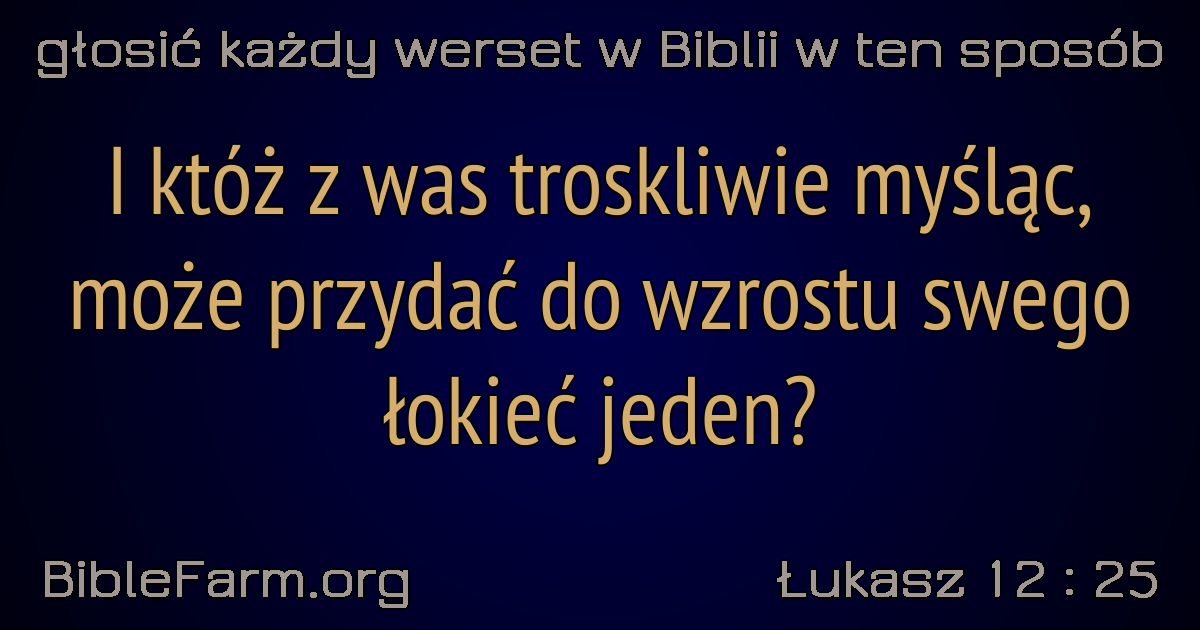 głosić każdy werset w Biblii w ten sposób
I któż z was troskliwie myśląc,
może przydać do wzrostu swego
łokieć jeden?
BibleFarm.org
Łukasz 12 : 25